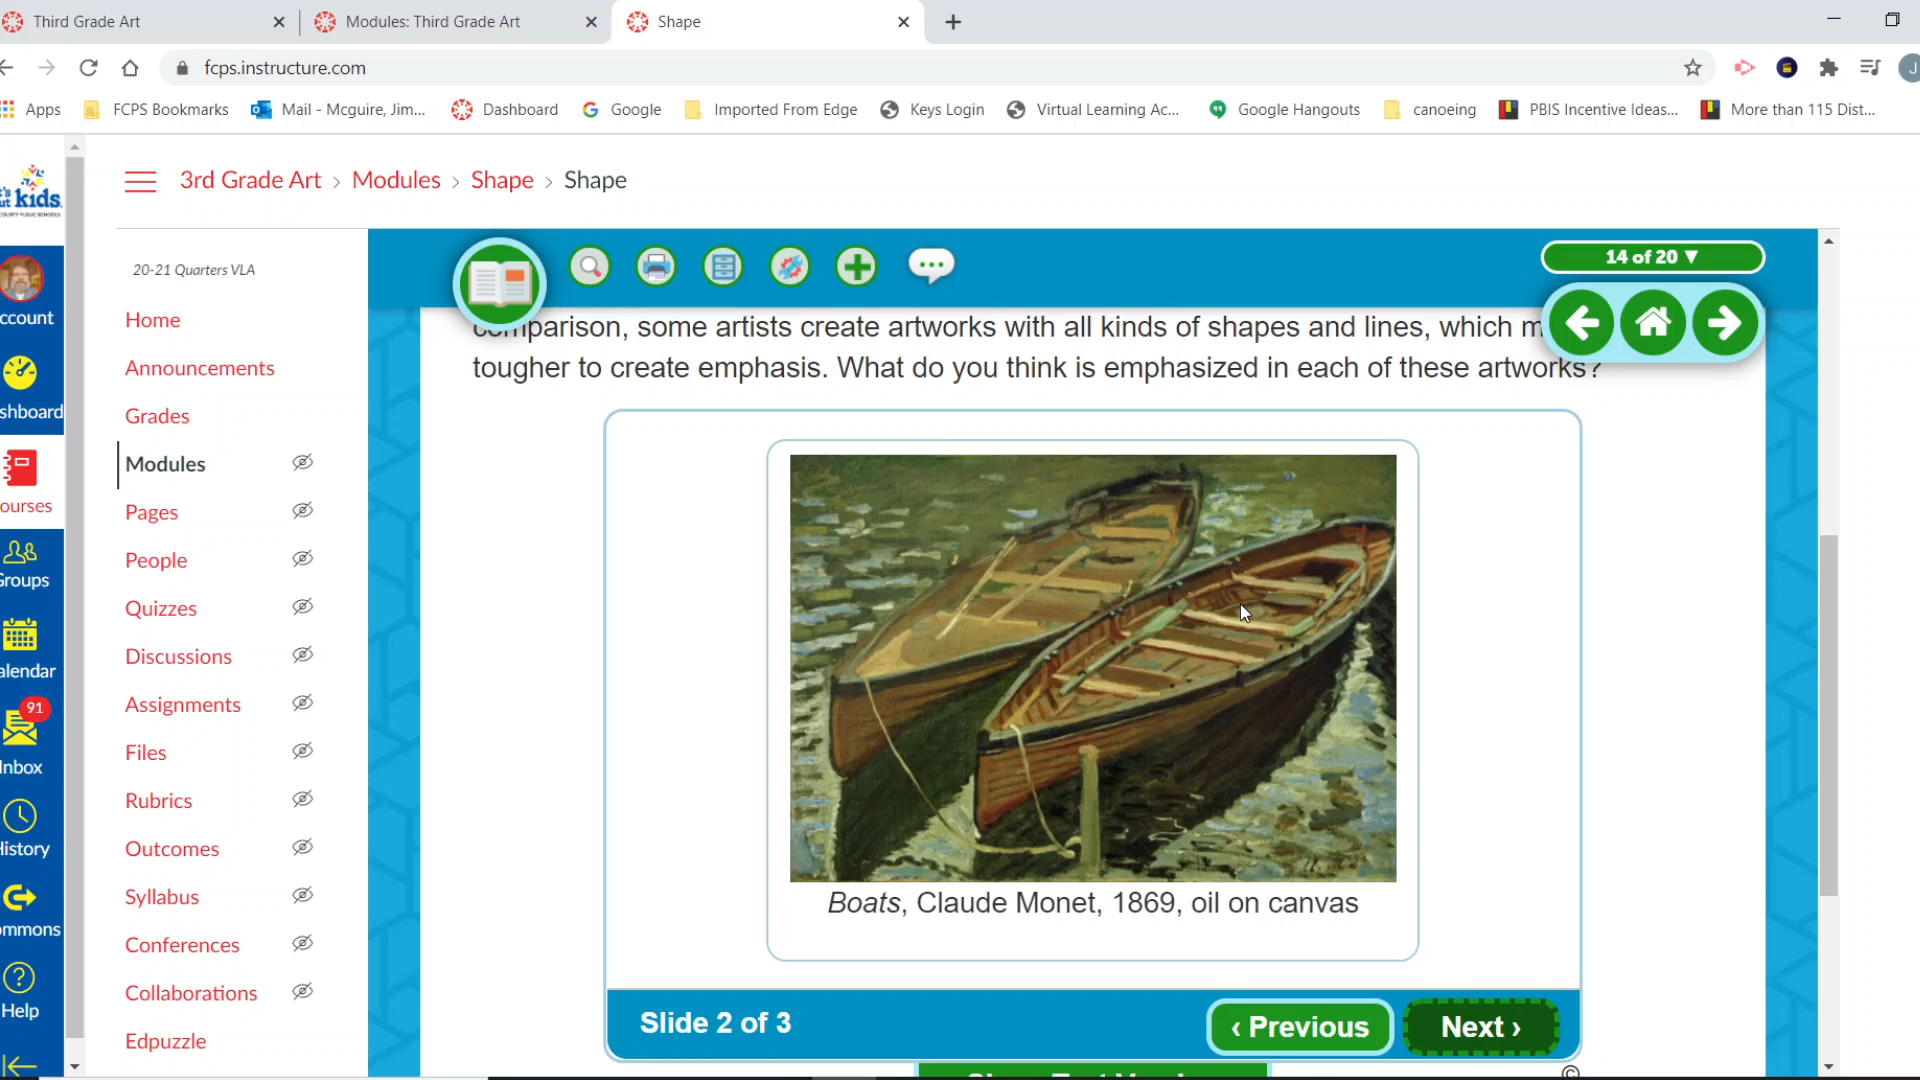 Third Grade Art
Modules: Third Grade Art
Shape
fcps.instructure.com
J
Apps
FCPS Bookmarks
Mail - Mcguire, Jim...
Dashboard
Google
Imported From Edge
Keys Login
Virtual Learning Ac...
Google Hangouts
canoeing
PBIS Incentive Ideas...
More than 115 Dist...
kids.
3rd Grade Art › Modules › Shape › Shape
20-21 Quarters VLA
Home
Announcements
Grades
Modules
Pages
People
Quizzes
Discussions
Assignments
Files
Rubrics
Outcomes
Syllabus
Conferences
Collaborations
Edpuzzle
ccount
shboard
ourses
Groups
alendar
91
Inbox
History
ommons
Help
14 of 20 ▼
comparison, some artists create artworks with all kinds of shapes and lines, which m
tougher to create emphasis. What do you think is emphasized in each of these artworks?
Boats, Claude Monet, 1869, oil on canvas
Slide 2 of 3
‹ Previous
Next ›
©